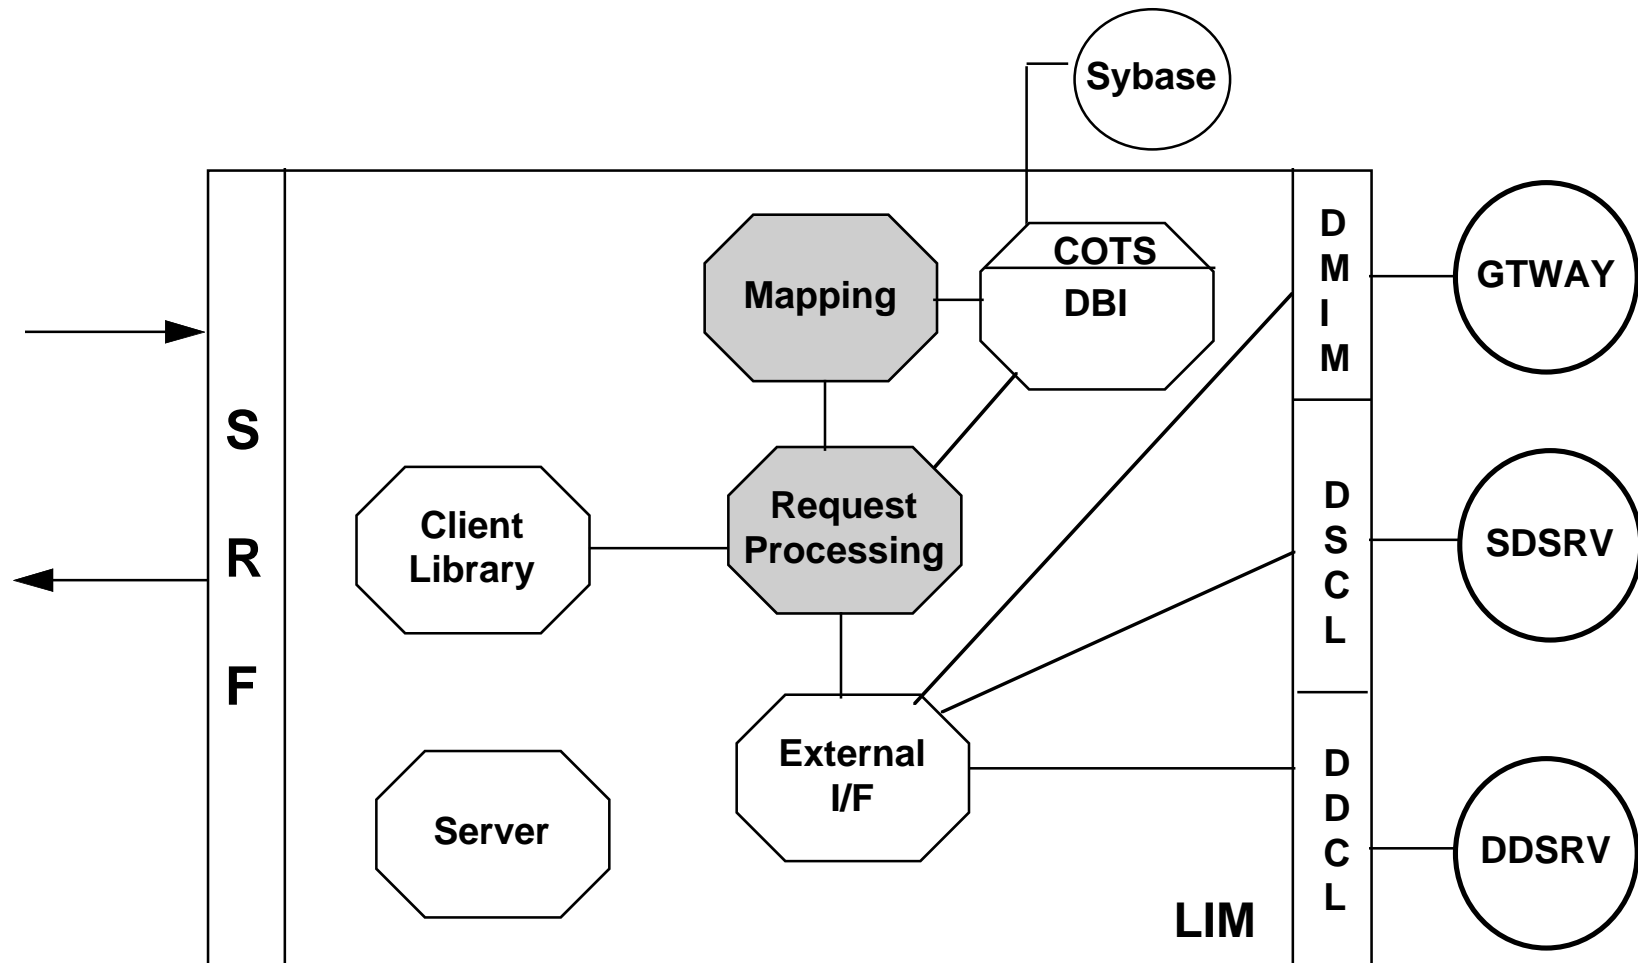 Sybase
COTS
DBI
Mapping
D
M
I
M
GTWAY
S
R
F
Client
Library
Request
Processing
D
S
C
L
SDSRV
External
I/F
Server
D
D
C
L
DDSRV
LIM